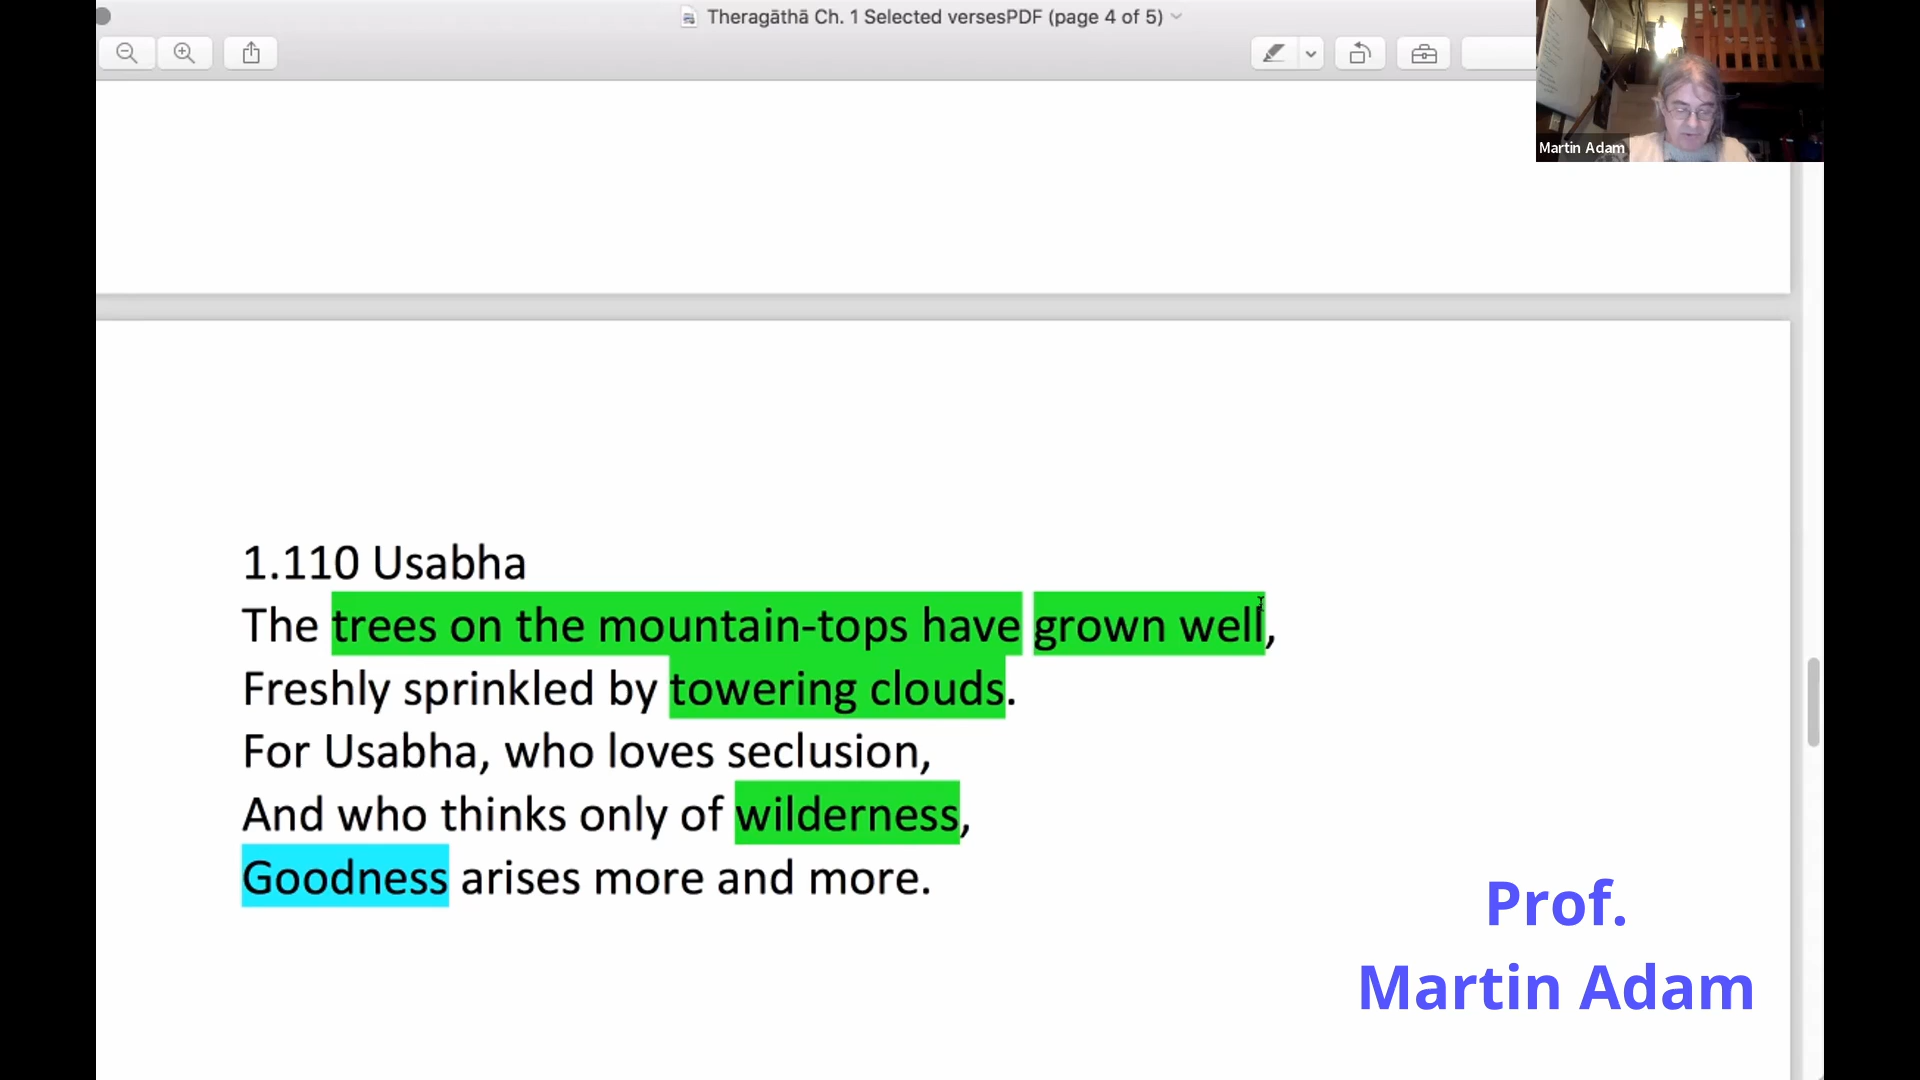 Theragāthā Ch. 1 Selected versesPDF (page 4 of 5)
Martin Adam
1.110 Usabha
The trees on the mountain-tops have grown well,
Freshly sprinkled by towering clouds.
For Usabha, who loves seclusion,
And who thinks only of wilderness,
Goodness arises more and more.
Prof.
Martin Adam